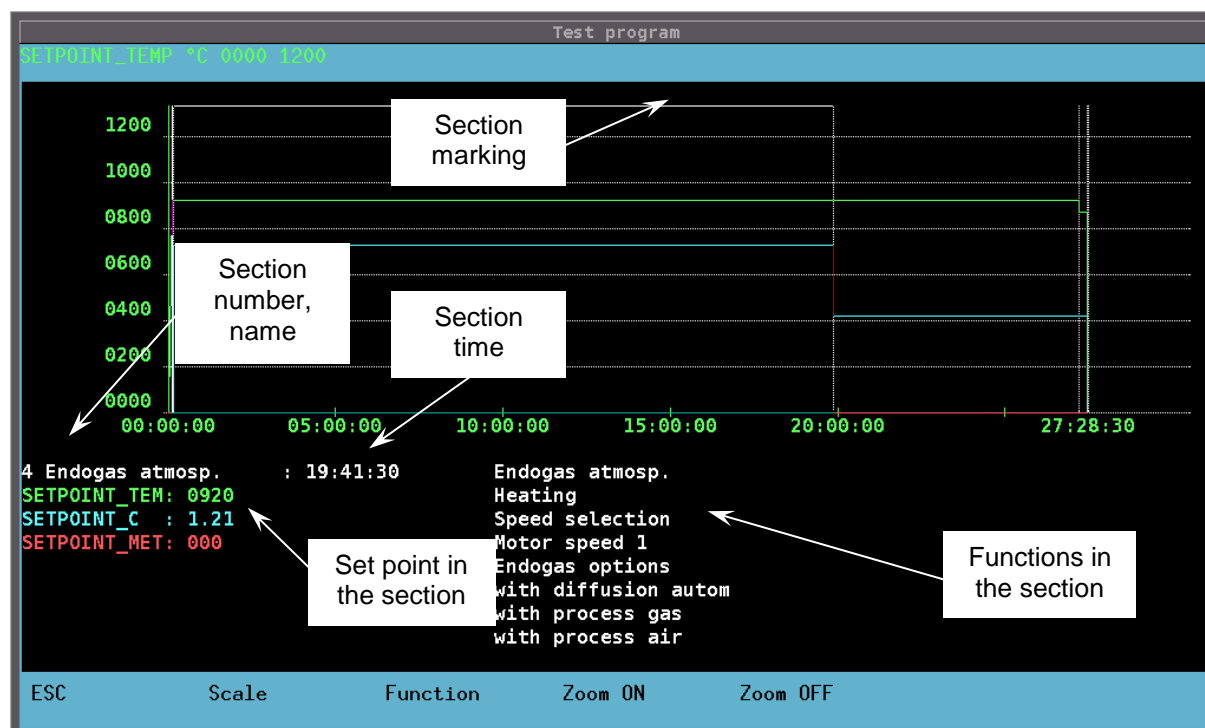 Test program
SETPOINT_TEMP °C 0000 1200
Section
marking
1200
1000
0800
0600
0400
0200
0000
Section
number,
name
Section
time
00:00:00 05:00:00 10:00:00 15:00:00 20:00:00 27:28:30
4 Endogas atmosp. : 19:41:30
SETPOINT_TEM: 0920
SETPOINT_C : 1.21
SETPOINT_MET: 000
Set point in
the section
Endogas atmosp.
Heating
Speed selection
Motor speed 1
Endogas options
with diffusion autom
with process gas
with process air
Functions in
the section
ESC Scale Function Zoom ON Zoom OFF